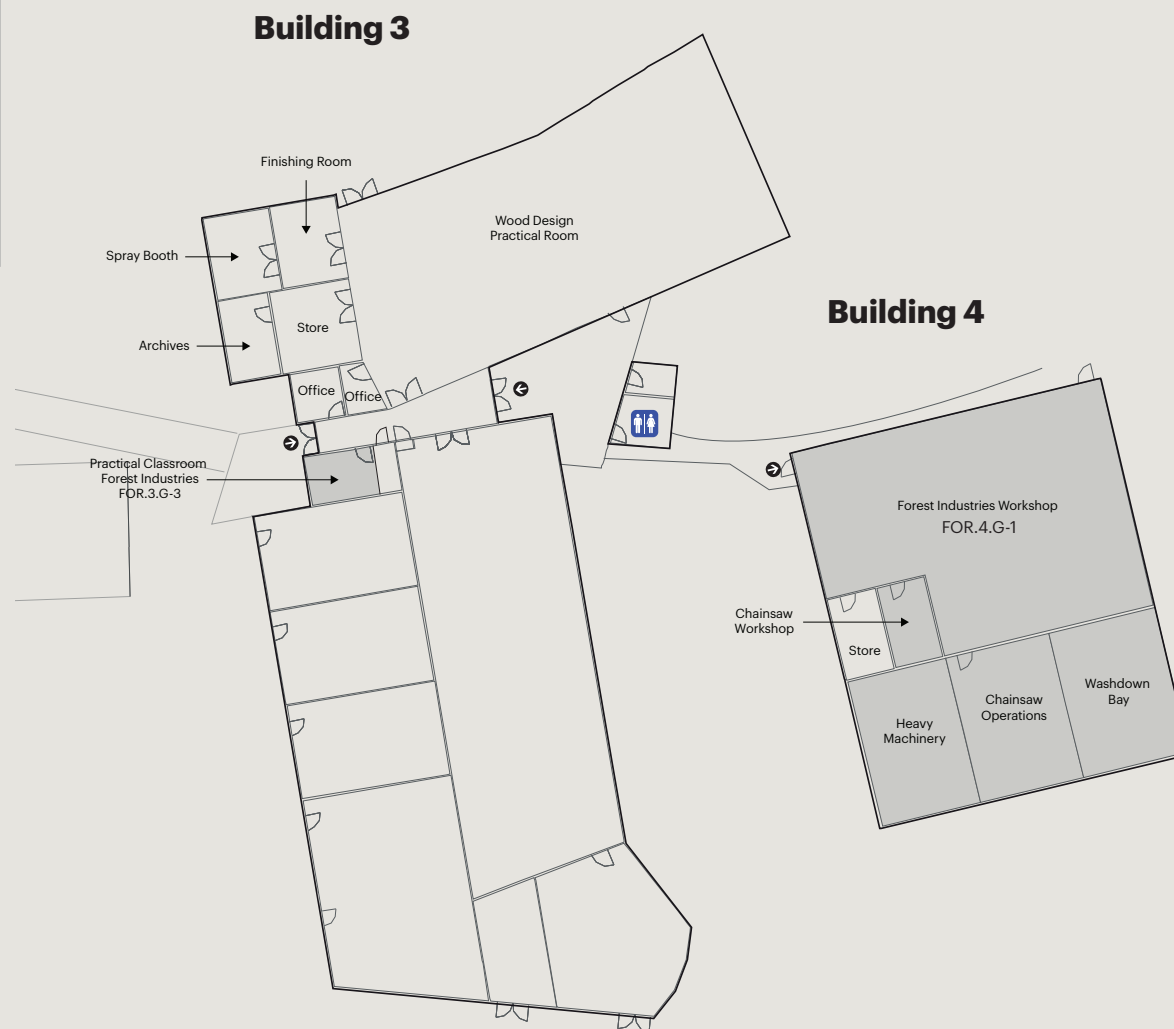 Building 3
Finishing Room
Wood Design
Practical Room
Spray Booth
Store
Archives
Office
Office
Practical Classroom
Forest Industries
FOR.3.G-3
Building 4
Forest Industries Workshop
FOR.4.G-1
Chainsaw
Workshop
Store
Heavy
Machinery
Chainsaw
Operations
Washdown
Bay